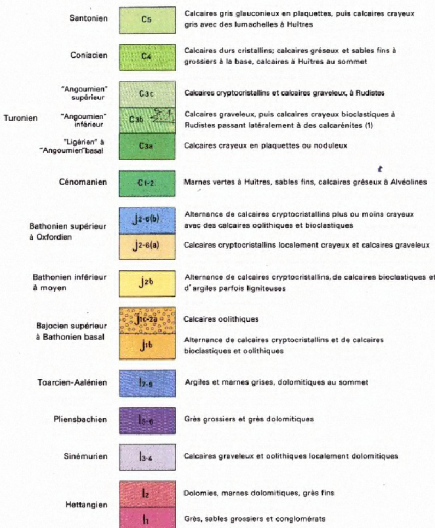 Santonien C5 Calcaires gris glauconieux en plaquettes, puis calcaires crayeux
gris avec des lumachelles à Huîtres
Coniacien C4 Calcaires durs cristallins; calcaires gréseux et sables fins à
grossiers à la base, calcaires à Huîtres au sommet
"Angoumien"
supérieur C3c Calcaires cryptocristallins et calcaires graveleux, à Rudistes
Turonien "Angoumien"
inférieur C3b Calcaires graveleux, puis calcaires crayeux bioclastiques à
Rudistes passant latéralement à des calcarénites (1)
"Ligérien" à
"Angoumien" basal C3a Calcaires crayeux en plaquettes ou noduleux
Cénomanien C1-2 Marnes vertes à Huîtres, sables fins, calcaires gréseux à Alvéolines
Bathonien supérieur
à Oxfordien
j2-6(b) Alternance de calcaires cryptocristallins plus ou moins crayeux
avec des calcaires oolithiques et bioclastiques
j2-6(a) Calcaires cryptocristallins localement crayeux et calcaires graveleux
Bathonien inférieur
à moyen j2b Alternance de calcaires cryptocristallins, de calcaires bioclastiques et
d'argiles parfois ligniteuses
Bajocien supérieur
à Bathonien basal
j1c-2a Calcaires oolithiques
j1b Alternance de calcaires cryptocristallins et de calcaires
bioclastiques et oolithiques
Toarcien-Aalénien Argiles et marnes grises, dolomitiques au sommet
Pliensbachien Grès grossiers et grès dolomitiques
Sinémurien l3-4 Calcaires graveleux et oolithiques localement dolomitiques
Hettangien
l2 Dolomies, marnes dolomitiques, grès fins
l1 Grès, sables grossiers et conglomérats